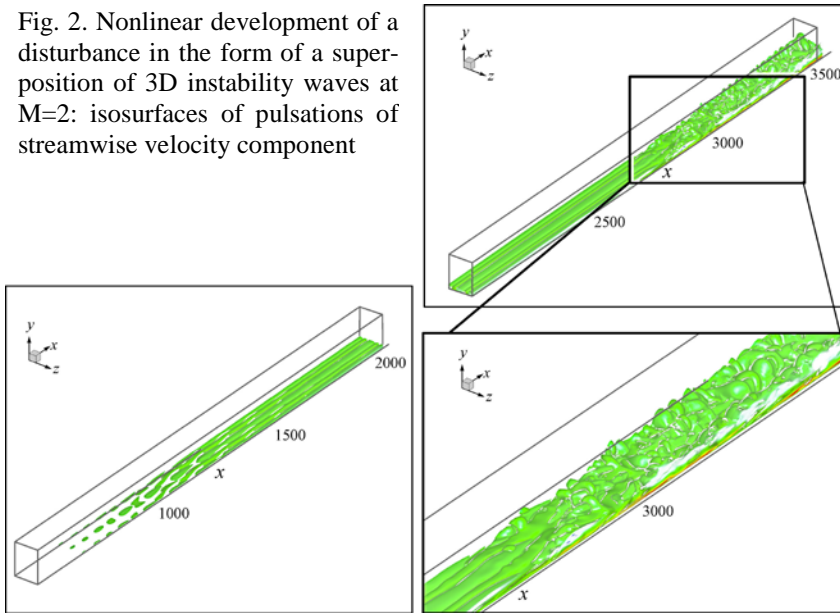 Fig. 2. Nonlinear development of a
disturbance in the form of a super-
position of 3D instability waves at
M=2: isosurfaces of pulsations of
streamwise velocity component
y
x
z
3500
3000
x
2500
y
x
z
2000
1500
x
1000
y
x
z
3000
x